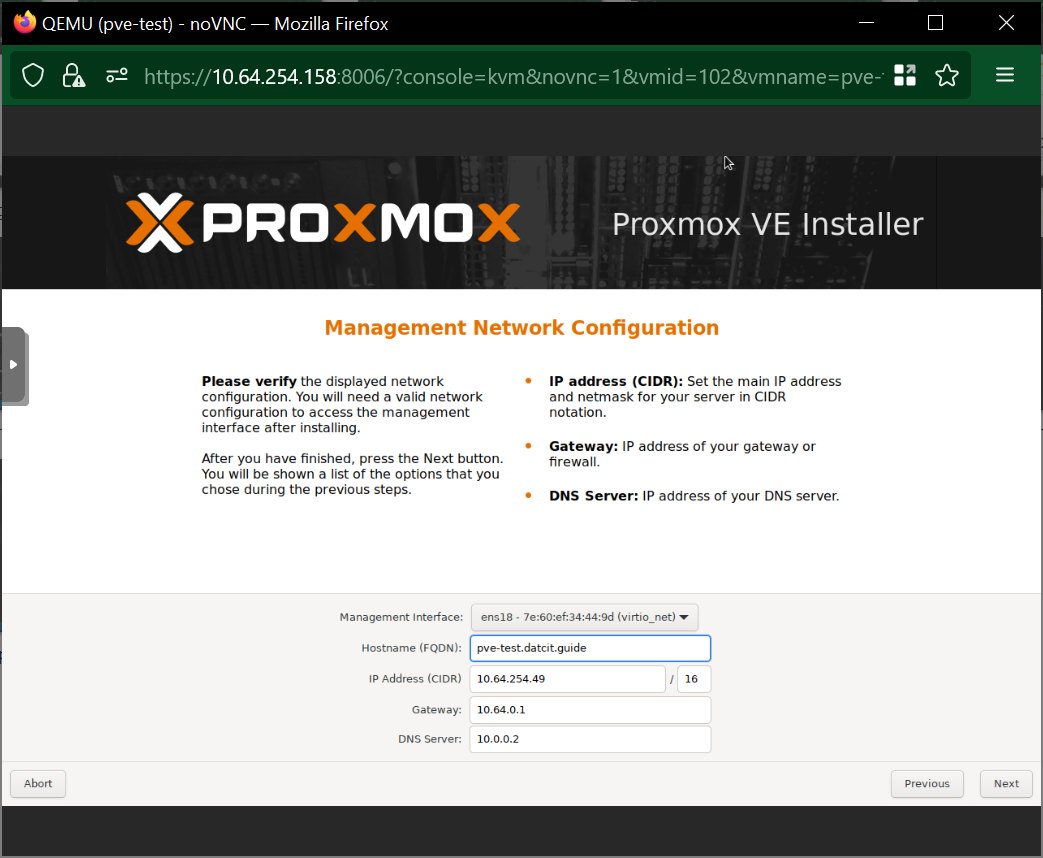 QEMU (pve-test) - noVNC — Mozilla Firefox
https://10.64.254.158:8006/?console=kvm&novnc=1&vmid=102&vmname=pve-
PROXMOX
Proxmox VE Installer
Management Network Configuration
Please verify the displayed network
configuration. You will need a valid network
configuration to access the management
interface after installing.
After you have finished, press the Next button.
You will be shown a list of the options that you
chose during the previous steps.
• IP address (CIDR): Set the main IP address
and netmask for your server in CIDR
notation.
• Gateway: IP address of your gateway or
firewall.
• DNS Server: IP address of your DNS server.
Management Interface: ens18 - 7e:60:ef:34:44:9d (virtio_net)
Hostname (FQDN): pve-test.datcit.guide
IP Address (CIDR) 10.64.254.49 / 16
Gateway: 10.64.0.1
DNS Server: 10.0.0.2
Abort Previous Next